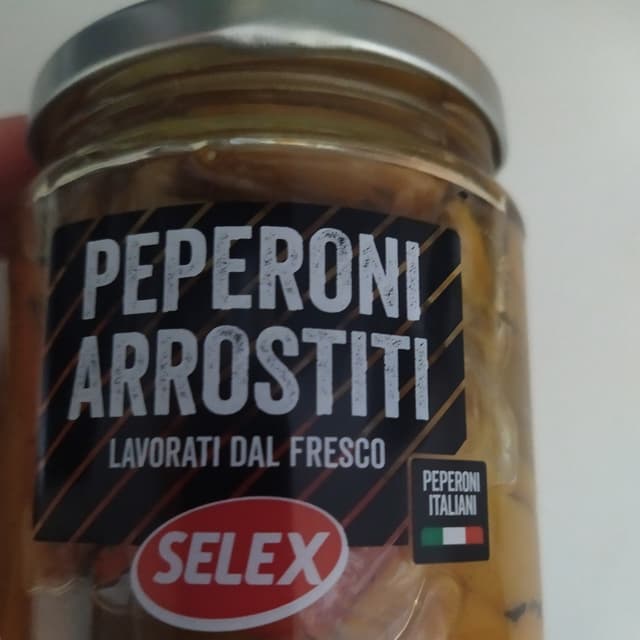 PEPERONI
ARROSTITI
LAVORATI DAL FRESCO
PEPERONI
ITALIANI
SELEX